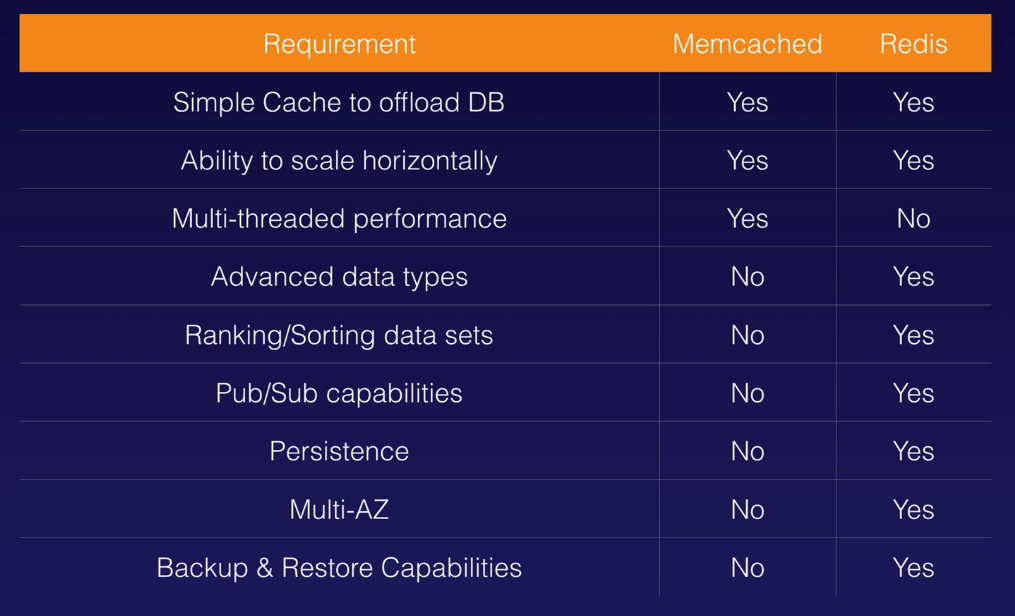 Requirement Memcached Redis
Simple Cache to offload DB Yes Yes
Ability to scale horizontally Yes Yes
Multi-threaded performance Yes No
Advanced data types No Yes
Ranking/Sorting data sets No Yes
Pub/Sub capabilities No Yes
Persistence No Yes
Multi-AZ No Yes
Backup & Restore Capabilities No Yes